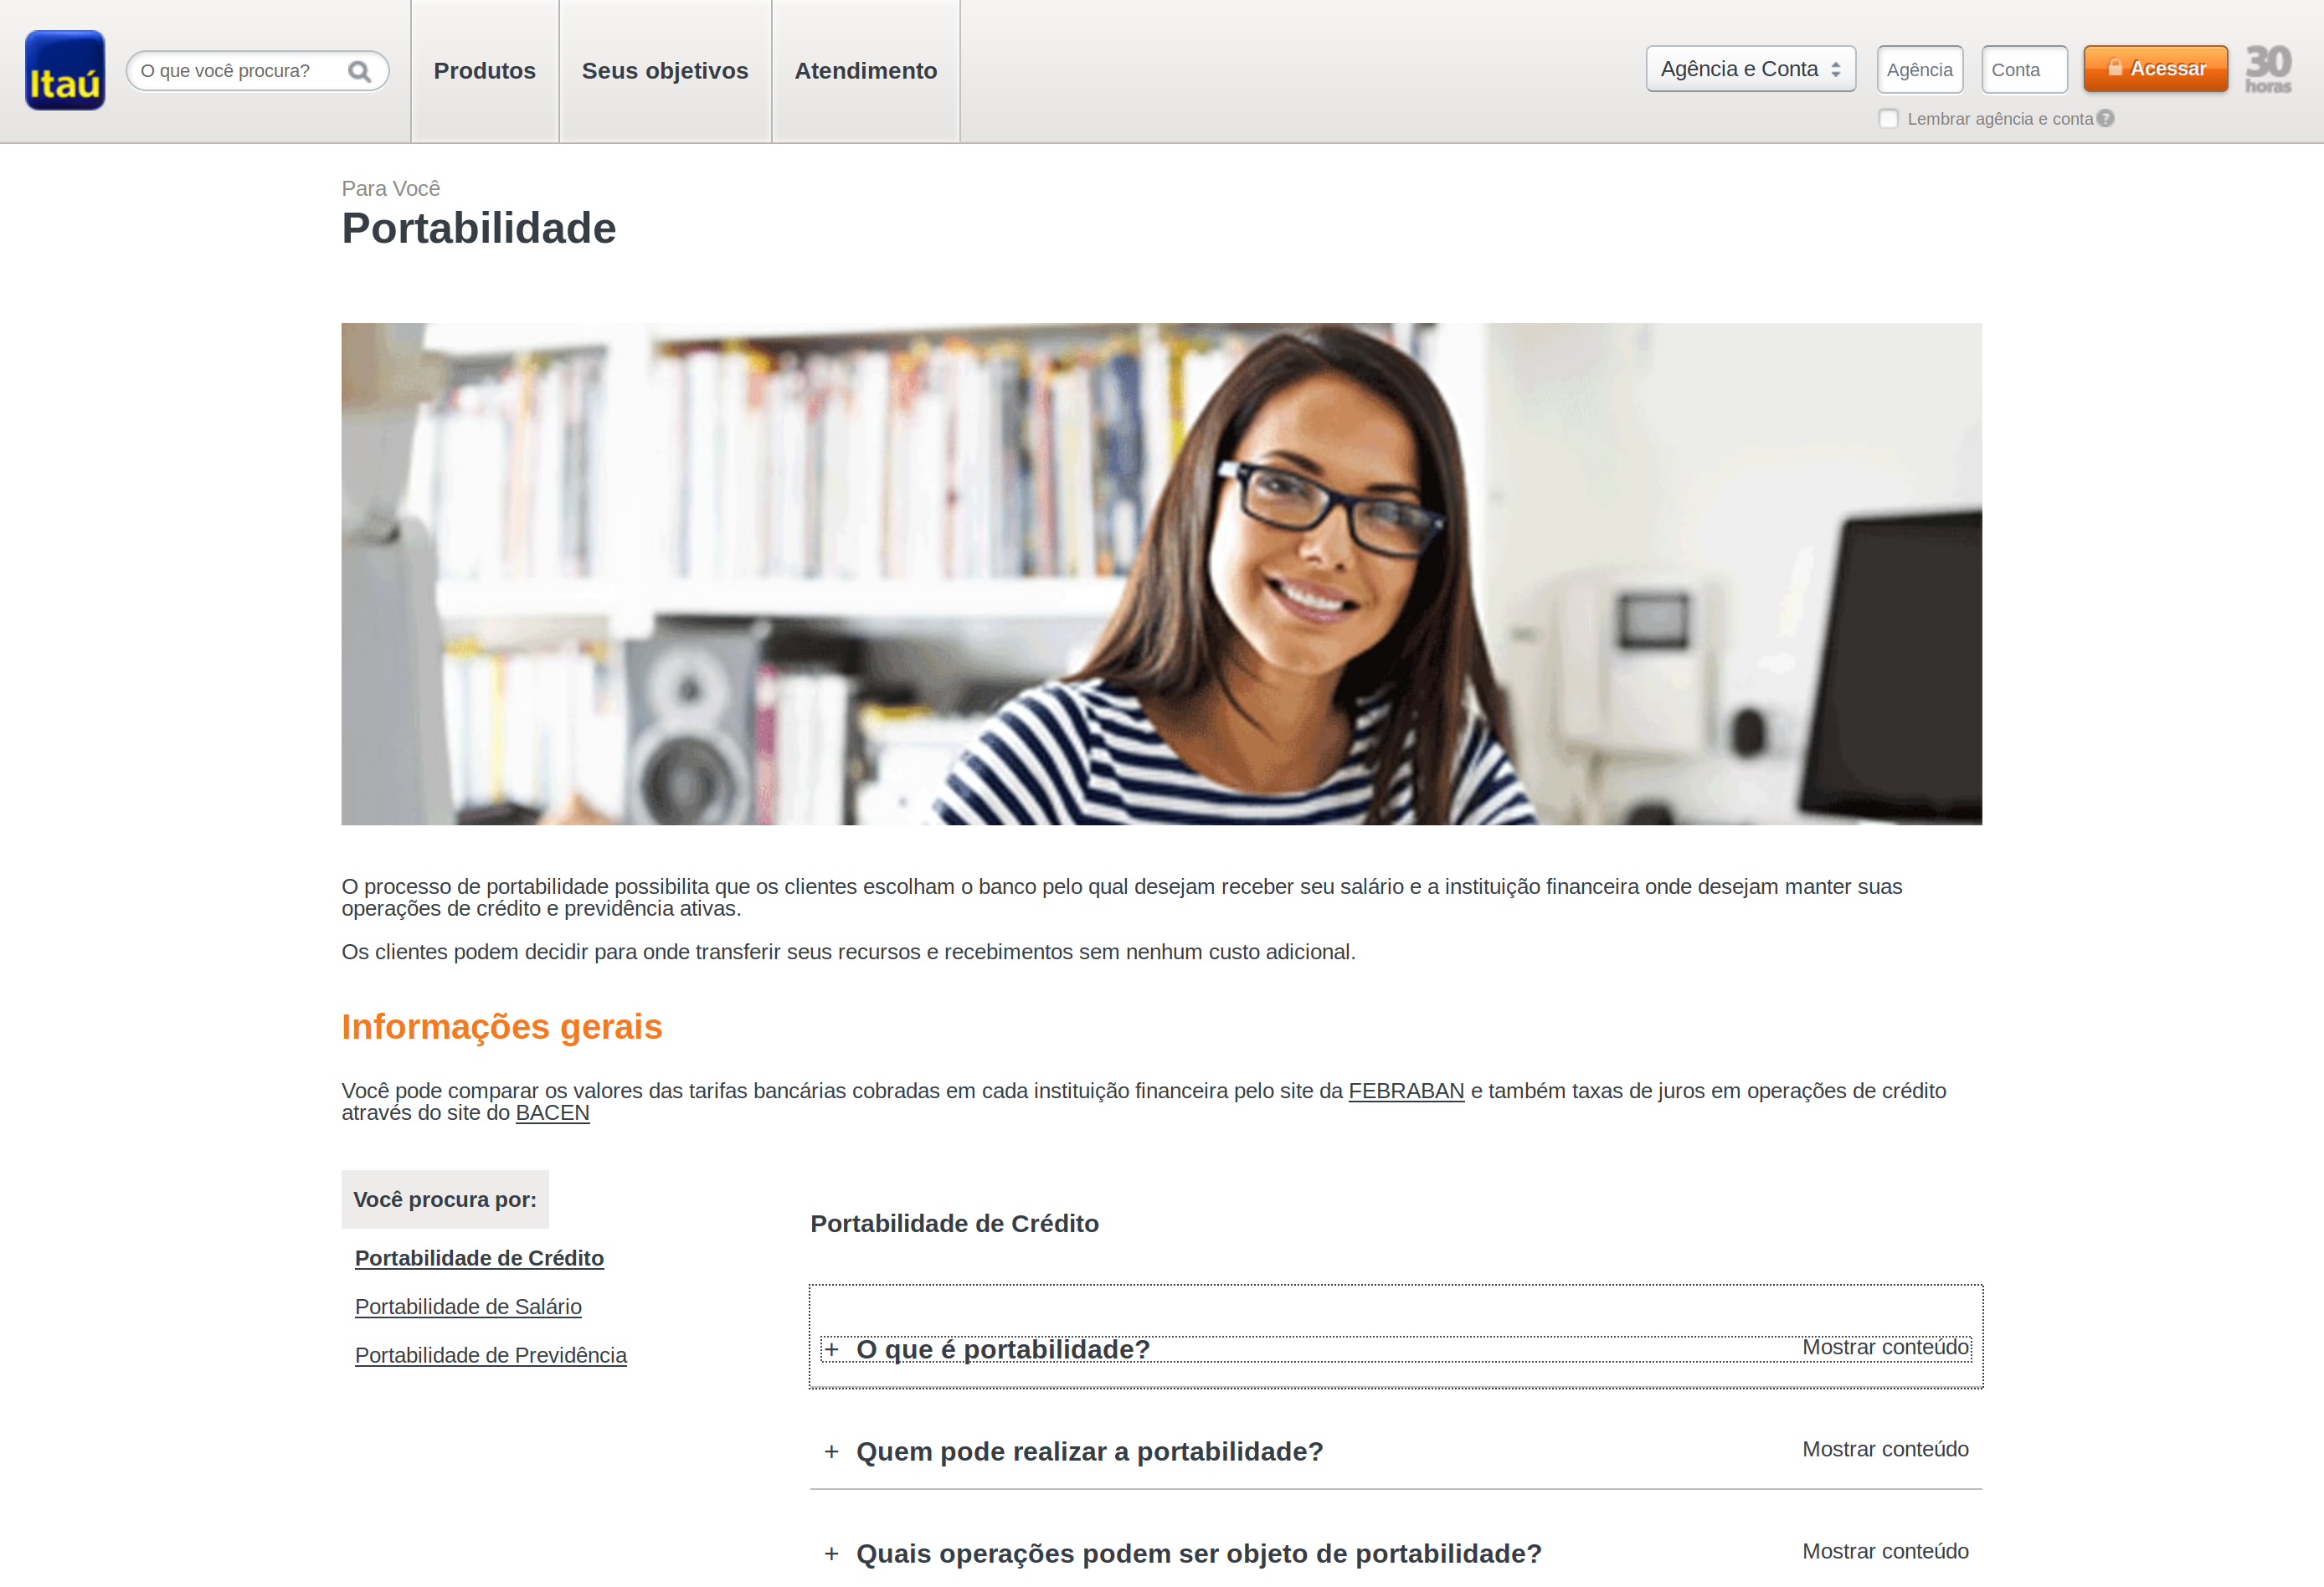 Itaú
O que você procura?
Produtos
Seus objetivos
Atendimento
Agência e Conta
Agência
Conta
Acessar
30
horas
Lembrar agência e conta ?
Para Você
Portabilidade
O processo de portabilidade possibilita que os clientes escolham o banco pelo qual desejam receber seu salário e a instituição financeira onde desejam manter suas
operações de crédito e previdência ativas.
Os clientes podem decidir para onde transferir seus recursos e recebimentos sem nenhum custo adicional.
Informações gerais
Você pode comparar os valores das tarifas bancárias cobradas em cada instituição financeira pelo site da FEBRABAN e também taxas de juros em operações de crédito
através do site do BACEN
Você procura por:
Portabilidade de Crédito
Portabilidade de Salário
Portabilidade de Previdência
Portabilidade de Crédito
+ O que é portabilidade? Mostrar conteúdo
+ Quem pode realizar a portabilidade? Mostrar conteúdo
+ Quais operações podem ser objeto de portabilidade? Mostrar conteúdo